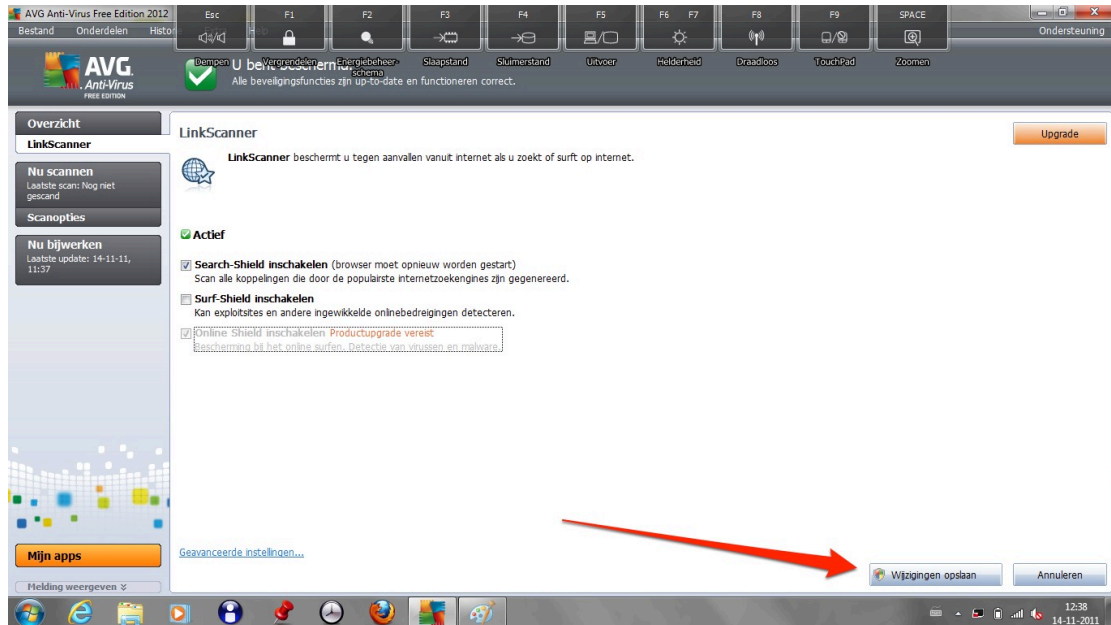 AVG Anti-Virus Free Edition 2012
Bestand Onderdelen Histo
Ondersteuning
Esc F1 F2 F3 F4 F5 F6 F7 F8 F9 SPACE
Dempen Vergrendelen Energiebeheer-schema Slaapstand Sluimerstand Uitvoer Helderheid Draadloos TouchPad Zoomen
AVG
Anti-Virus
FREE EDITION
U bent beschermd.
Alle beveiligingsfuncties zijn up-to-date en functioneren correct.
Overzicht
LinkScanner
Nu scannen
Laatste scan: Nog niet
gescand
Scanopties
Nu bijwerken
Laatste update: 14-11-11,
11:37
LinkScanner
Upgrade
LinkScanner beschermt u tegen aanvallen vanuit internet als u zoekt of surft op internet.
Actief
Search-Shield inschakelen (browser moet opnieuw worden gestart)
Scan alle koppelingen die door de populairste internetzoekengines zijn gegenereerd.
Surf-Shield inschakelen
Kan exploitsites en andere ingewikkelde onlinebedreigingen detecteren.
Online Shield inschakelen Productupgrade vereist
Bescherming bij het online surfen. Detectie van virussen en malware.
Mijn apps
Melding weergeven
Geavanceerde instellingen...
Wijzigingen opslaan
Annuleren
12:38
14-11-2011